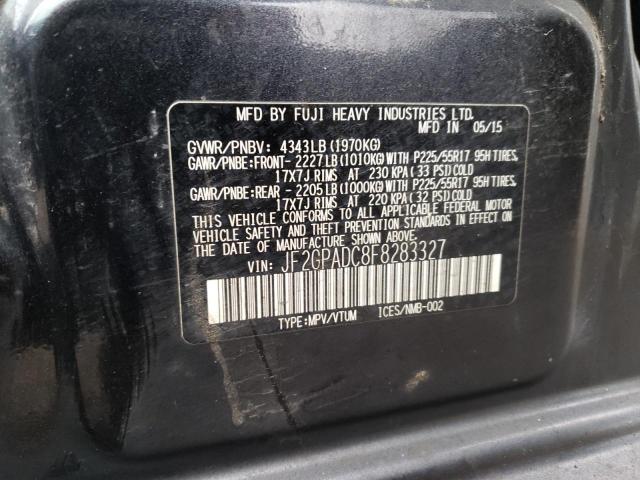 MFD BY FUJI HEAVY INDUSTRIES LTD.
MFD IN 05/15
GVWR/PNBV: 4343LB(1970KG)
GAWR/PNBE:FRONT- 2227LB(1010KG)WITH P225/55R17 95H TIRES,
17X7J RIMS AT 230 KPA( 33 PSI)COLD
GAWR/PNBE:REAR - 2205LB(1000KG)WITH P225/55R17 95H TIRES,
17X7J RIMS AT 220 KPA( 32 PSI)COLD
THIS VEHICLE CONFORMS TO ALL APPLICABLE FEDERAL MOTOR
VEHICLE SAFETY AND THEFT PREVENTION STANDARDS IN EFFECT ON
THE DATE OF MANUFACTURE SHOWN ABOVE.
VIN: JF2GPADC8F8283327
TYPE:MPV/VTUM ICES/NMB-002